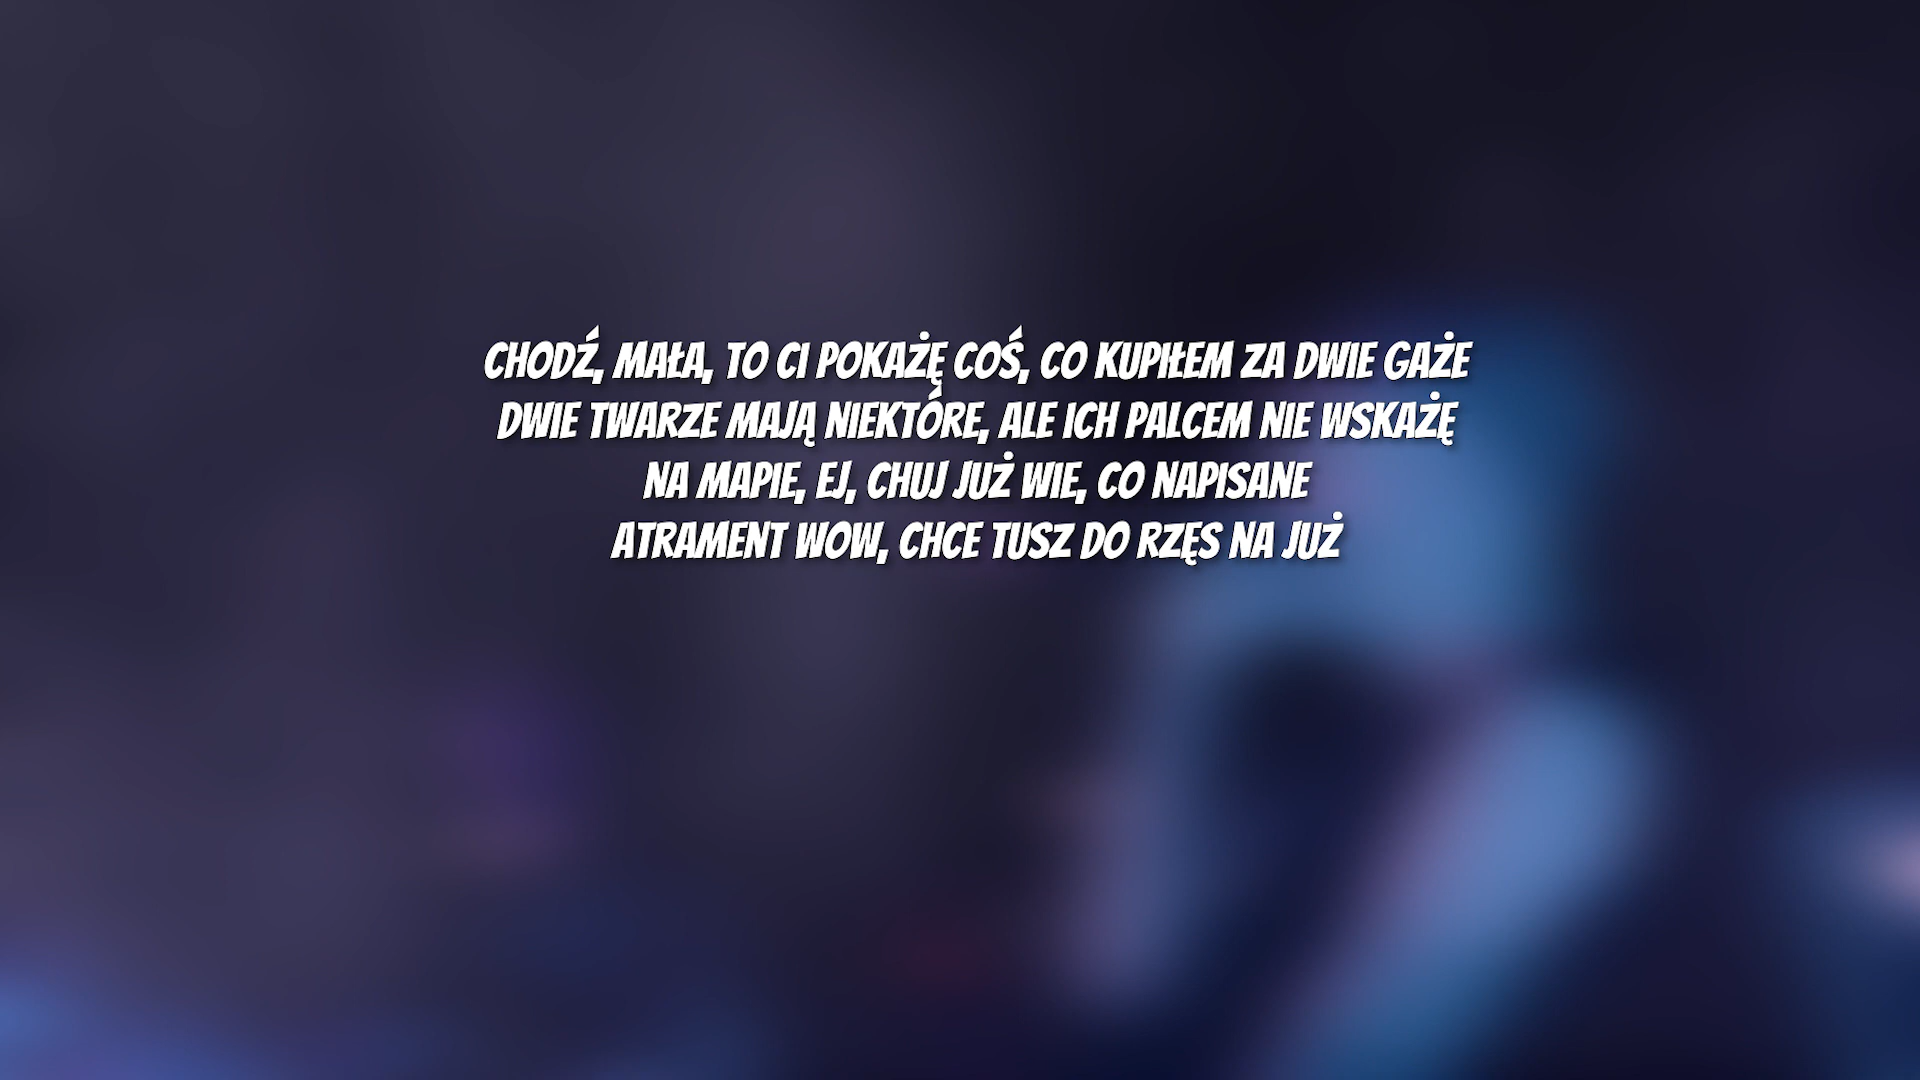 CHODŹ, MAŁA, TO CI POKAŻĘ COŚ, CO KUPIŁEM ZA DWIE GAŻE
DWIE TWARZE MAJĄ NIEKTÓRE, ALE ICH PALCEM NIE WSKAŻĘ
NA MAPIE, EJ, CHUJ JUŻ WIE, CO NAPISANE
ATRAMENT WOW, CHCE TUSZ DO RZĘS NA JUŻ